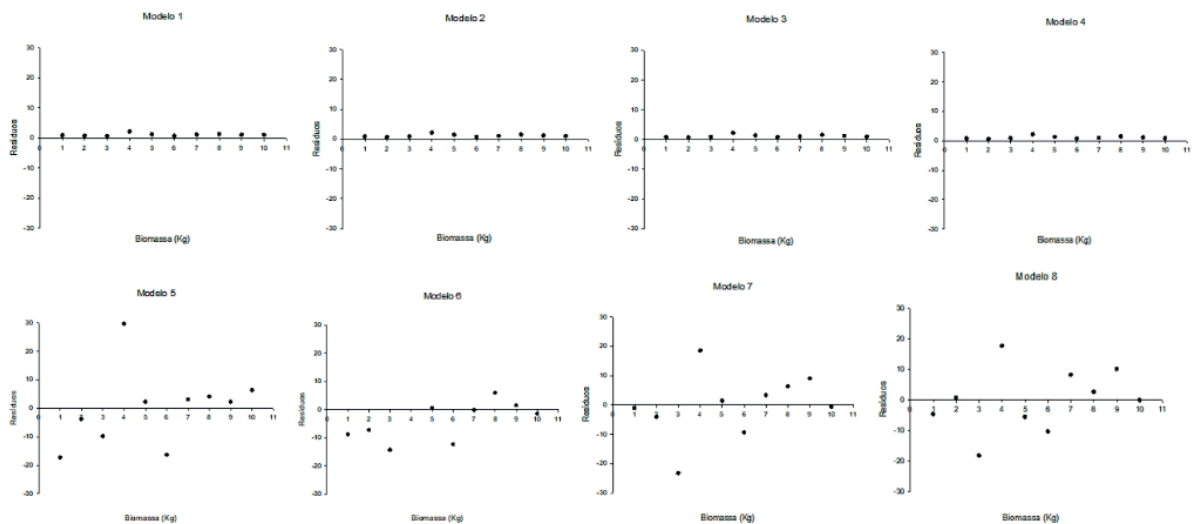 Modelo 1
30
20
10
0
-10
-20
-30
0 1 2 3 4 5 6 7 8 9 10 11
Resíduos
Biomassa (Kg)
Modelo 2
30
20
10
0
-10
-20
-30
0 1 2 3 4 5 6 7 8 9 10 11
Resíduos
Biomassa (Kg)
Modelo 3
30
20
10
0
-10
-20
-30
0 1 2 3 4 5 6 7 8 9 10 11
Resíduos
Biomassa (Kg)
Modelo 4
30
20
10
0
-10
-20
-30
0 1 2 3 4 5 6 7 8 9 10 11
Resíduos
Biomassa (Kg)
Modelo 5
30
20
10
0
-10
-20
-30
0 1 2 3 4 5 6 7 8 9 10 11
Resíduos
Biomassa (Kg)
Modelo 6
30
20
10
0
-10
-20
-30
0 1 2 3 4 5 6 7 8 9 10 11
Resíduos
Biomassa (Kg)
Modelo 7
30
20
10
0
-10
-20
-30
0 1 2 3 4 5 6 7 8 9 10 11
Resíduos
Biomassa (Kg)
Modelo 8
30
20
10
0
-10
-20
-30
0 1 2 3 4 5 6 7 8 9 10 11
Resíduos
Biomassa (Kg)